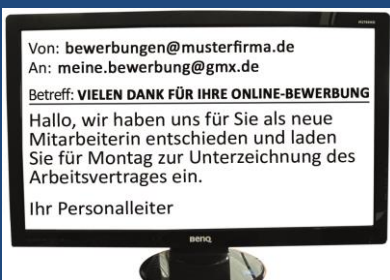 Von: bewerbungen@musterfirma.de
An: meine.bewerbung@gmx.de
Betreff: VIELEN DANK FÜR IHRE ONLINE-BEWERBUNG
Hallo, wir haben uns für Sie als neue
Mitarbeiterin entschieden und laden
Sie für Montag zur Unterzeichnung des
Arbeitsvertrages ein.
Ihr Personalleiter
BenQ